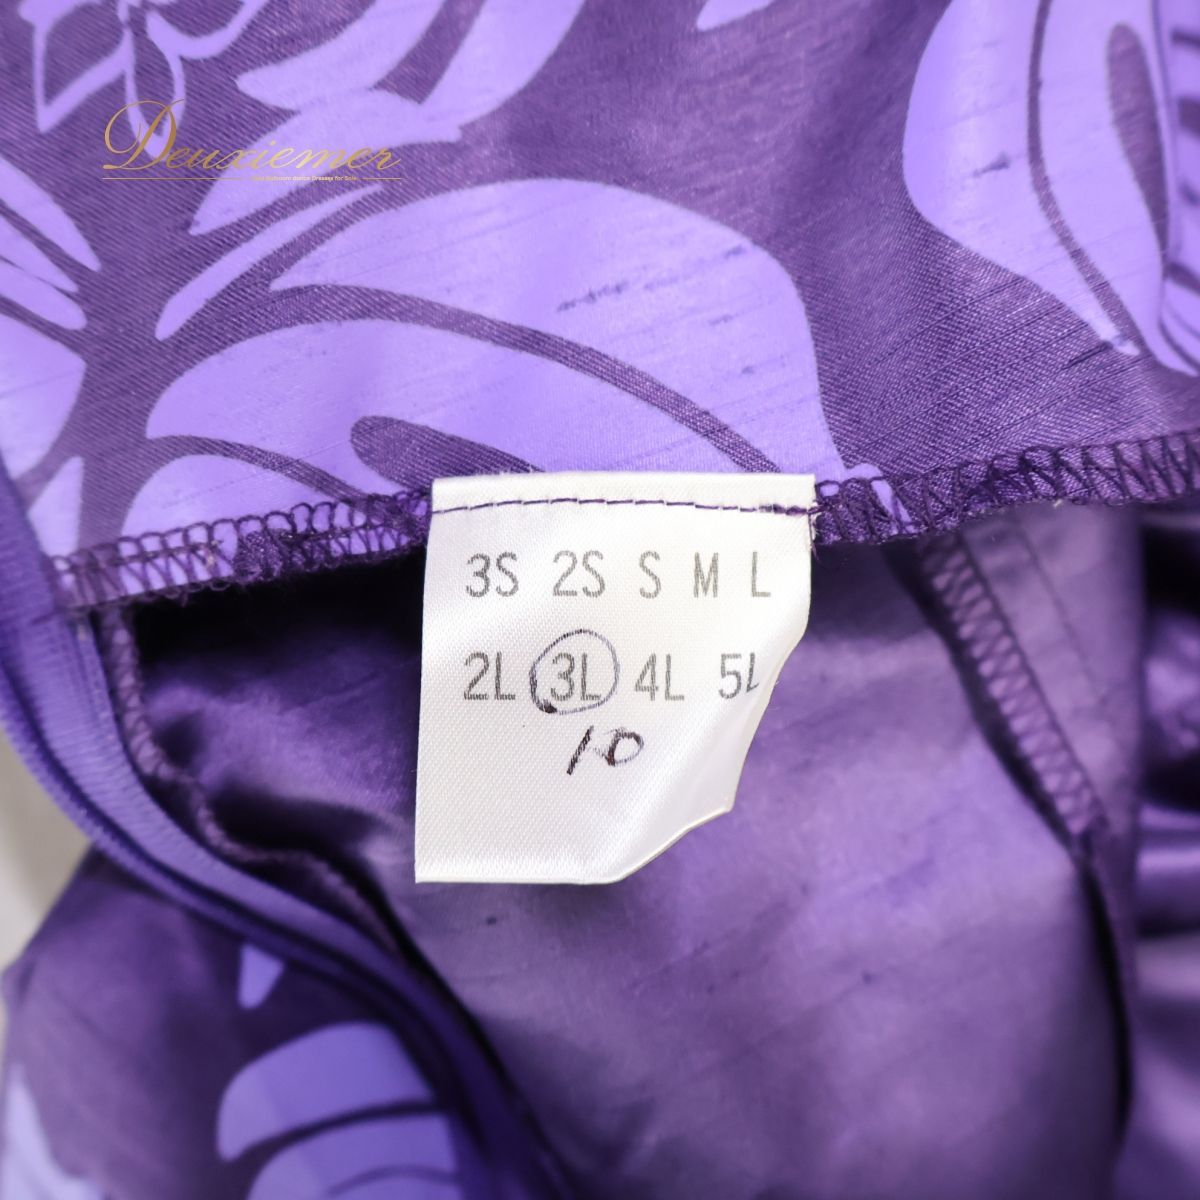 Deuxiemer
3S 2S S M L
2L 3L 4L 5L
10